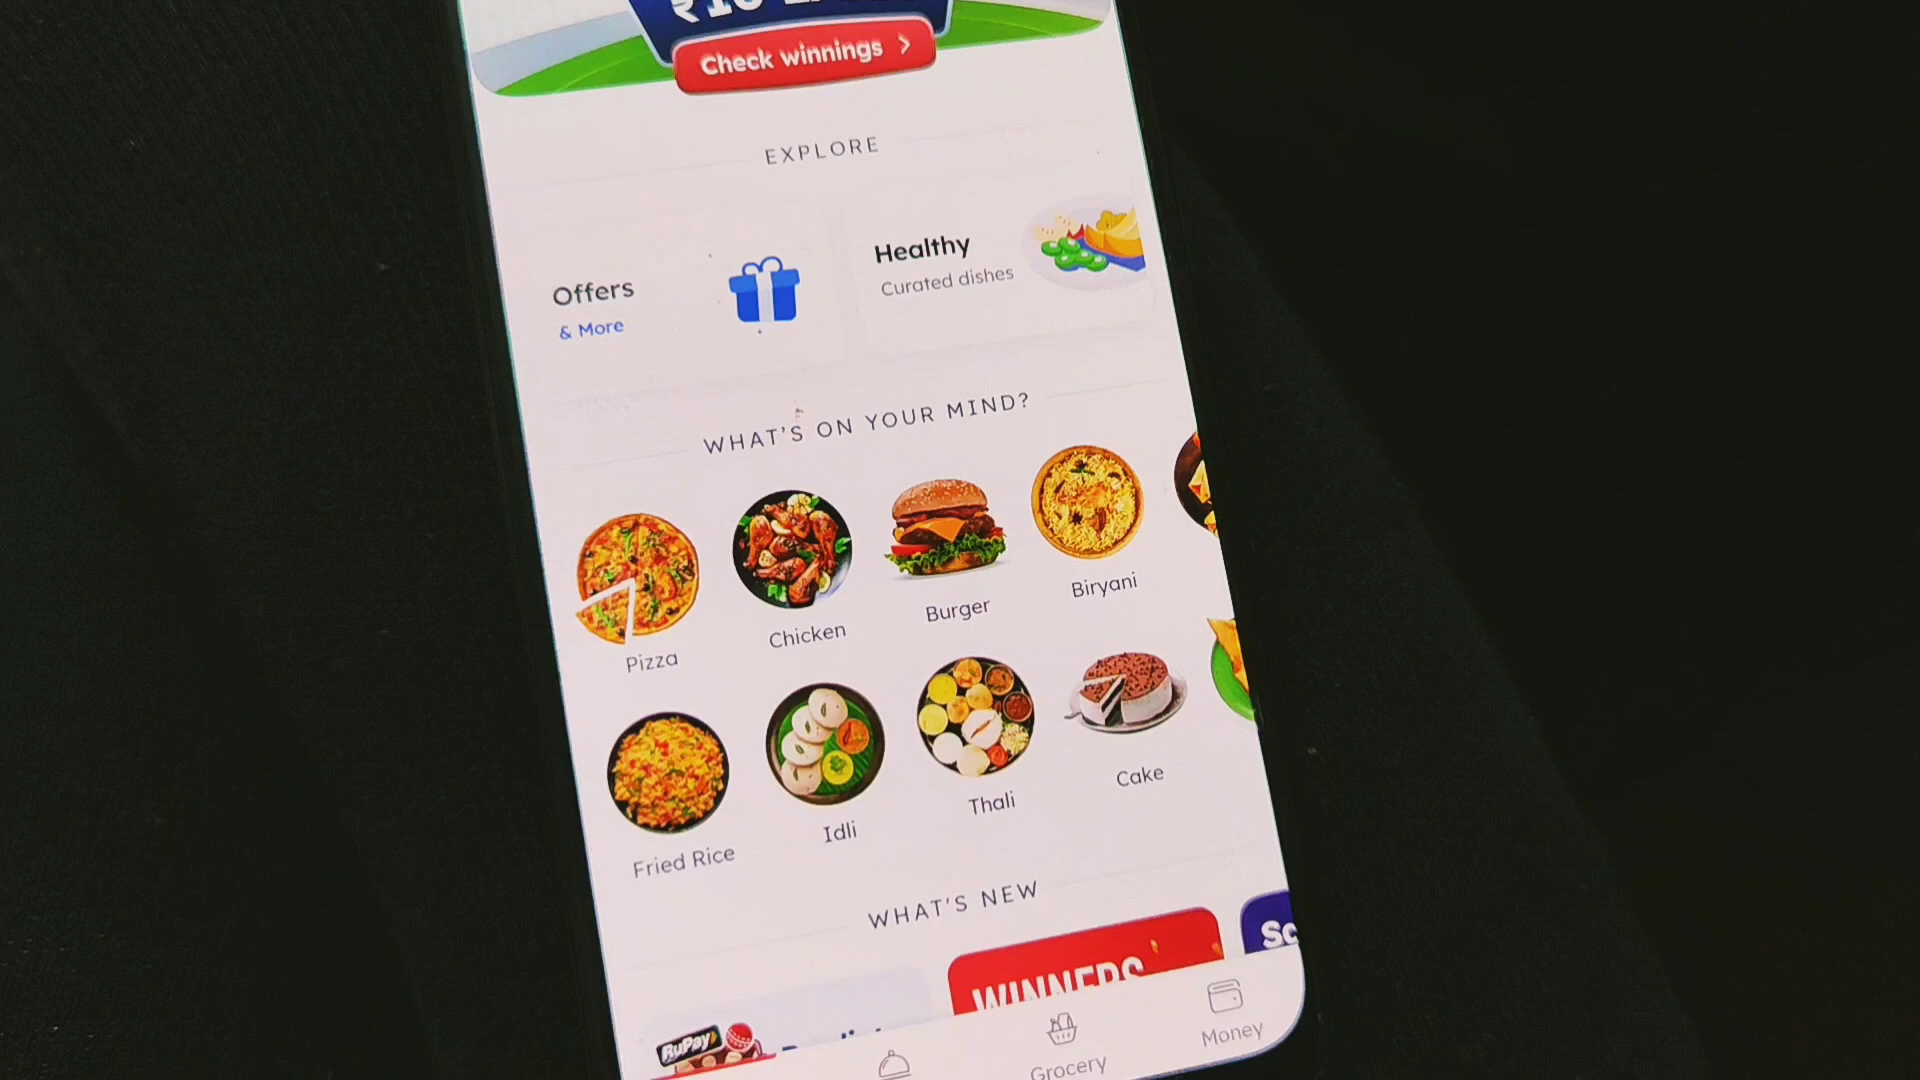 Check winnings >
EXPLORE
Offers
& More
Healthy
Curated dishes
WHAT'S ON YOUR MIND?
Pizza
Chicken
Burger
Biryani
Fried Rice
Idli
Thali
Cake
WHAT'S NEW
WINNERS
RuPay
Grocery
Money